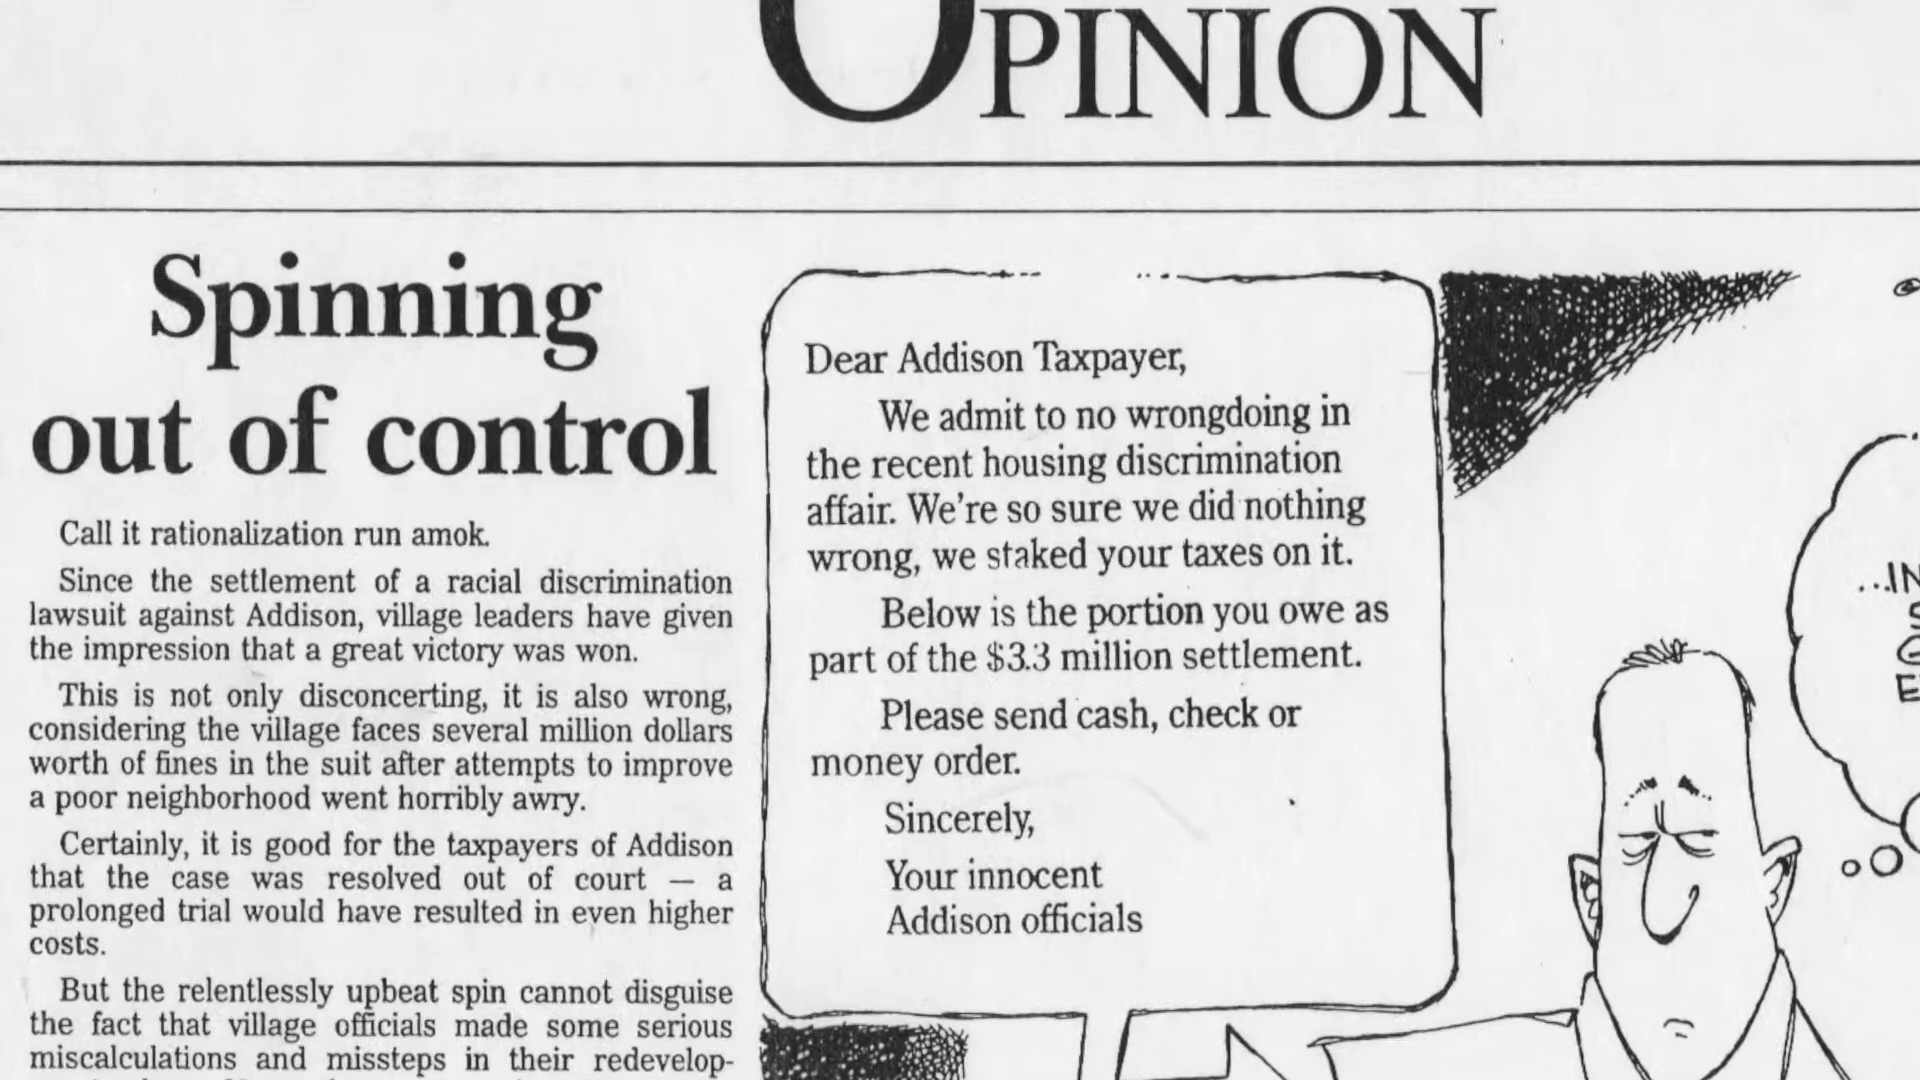 OPINION
Spinning
out of control
Call it rationalization run amok.
Since the settlement of a racial discrimination
lawsuit against Addison, village leaders have given
the impression that a great victory was won.
This is not only disconcerting, it is also wrong,
considering the village faces several million dollars
worth of fines in the suit after attempts to improve
a poor neighborhood went horribly awry.
Certainly, it is good for the taxpayers of Addison
that the case was resolved out of court — a
prolonged trial would have resulted in even higher
costs.
But the relentlessly upbeat spin cannot disguise
the fact that village officials made some serious
miscalculations and missteps in their redevelop-
Dear Addison Taxpayer,
We admit to no wrongdoing in
the recent housing discrimination
affair. We're so sure we did nothing
wrong, we staked your taxes on it.
Below is the portion you owe as
part of the $3.3 million settlement.
Please send cash, check or
money order.
Sincerely,
Your innocent
Addison officials
...IN